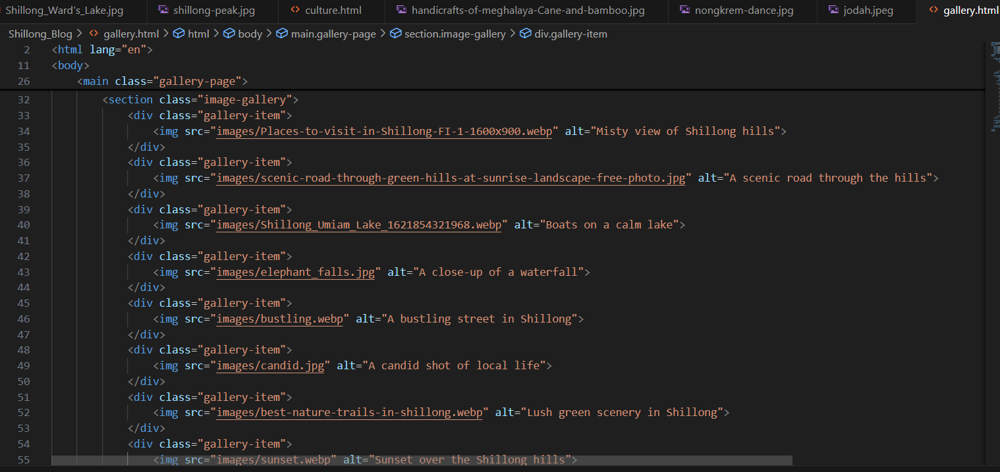 Shillong_Ward's_Lake.jpg shillong-peak.jpg culture.html handicrafts-of-meghalaya-Cane-and-bamboo.jpg nongkrem-dance.jpg jodah.jpeg gallery.html
Shillong_Blog > gallery.html > html > body > main.gallery-page > section.image-gallery > div.gallery-item
2 <html lang="en">
11 <body>
26 <main class="gallery-page">
32 <section class="image-gallery">
33 <div class="gallery-item">
34 <img src="images/Places-to-visit-in-Shillong-FI-1-1600x900.webp" alt="Misty view of Shillong hills">
35 </div>
36 <div class="gallery-item">
37 <img src="images/scenic-road-through-green-hills-at-sunrise-landscape-free-photo.jpg" alt="A scenic road through the hills">
38 </div>
39 <div class="gallery-item">
40 <img src="images/Shillong_Umiam_Lake_1621854321968.webp" alt="Boats on a calm lake">
41 </div>
42 <div class="gallery-item">
43 <img src="images/elephant_falls.jpg" alt="A close-up of a waterfall">
44 </div>
45 <div class="gallery-item">
46 <img src="images/bustling.webp" alt="A bustling street in Shillong">
47 </div>
48 <div class="gallery-item">
49 <img src="images/candid.jpg" alt="A candid shot of local life">
50 </div>
51 <div class="gallery-item">
52 <img src="images/best-nature-trails-in-shillong.webp" alt="Lush green scenery in Shillong">
53 </div>
54 <div class="gallery-item">
55 <img src="images/sunset.webp" alt="Sunset over the Shillong hills">